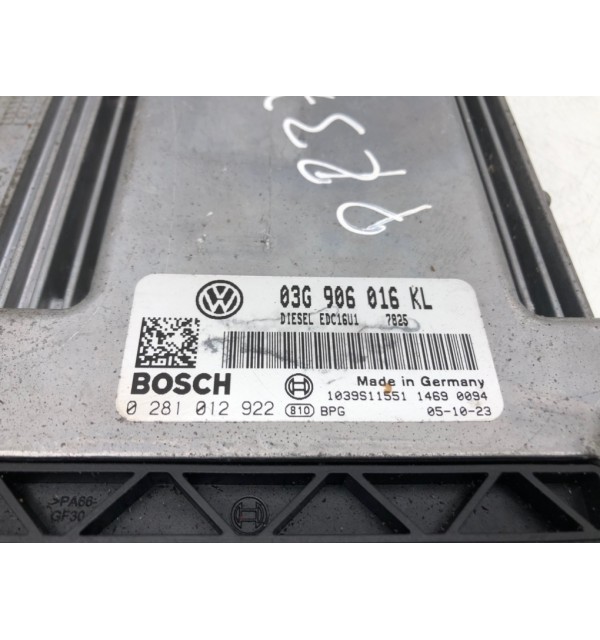 03G 906 016 KL
DIESEL EDC16U1 7825
BOSCH
Made in Germany
1039S11551 1469 0094
0 281 012 922 810 BPG 05-10-23
>PA66-
GF30